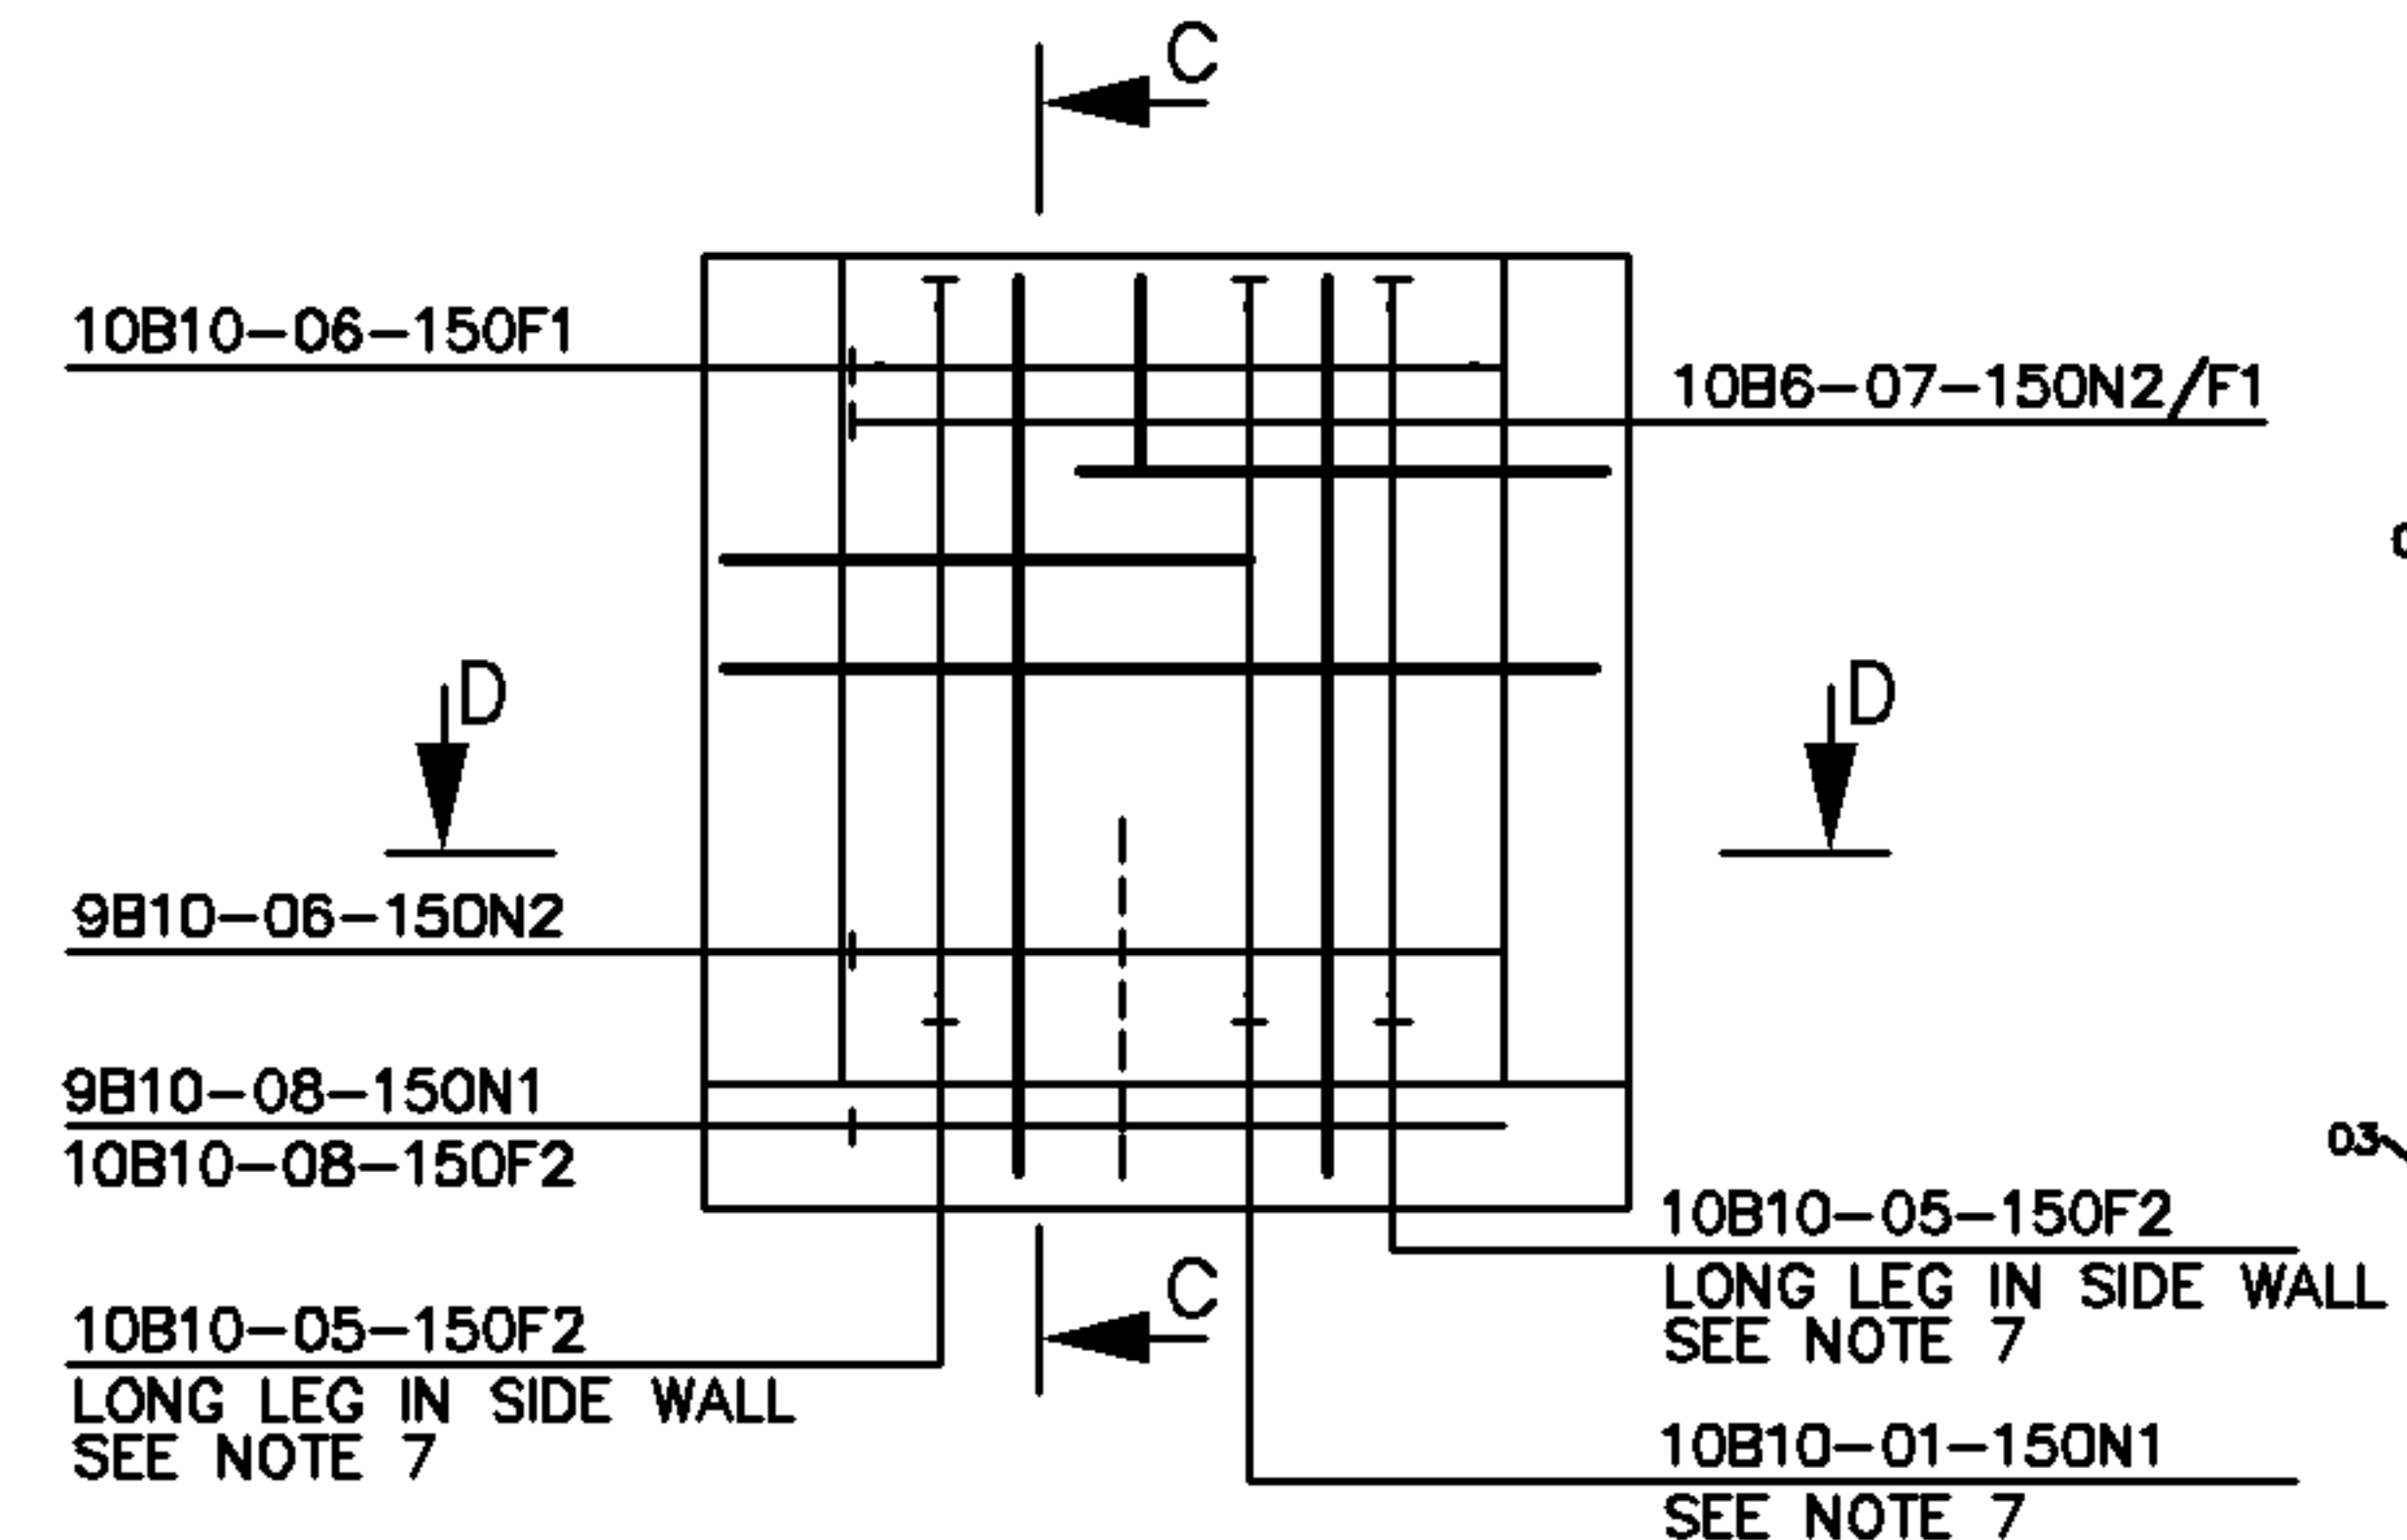 C
10B10-06-150F1
10B6-07-150N2/F1
D
D
9B10-06-150N2
9B10-08-150N1
10B10-08-150F2
03
10B10-05-150F2
LONG LEG IN SIDE WALL
SEE NOTE 7
C
10B10-05-150F2
LONG LEG IN SIDE WALL
SEE NOTE 7
10B10-01-150N1
SEE NOTE 7